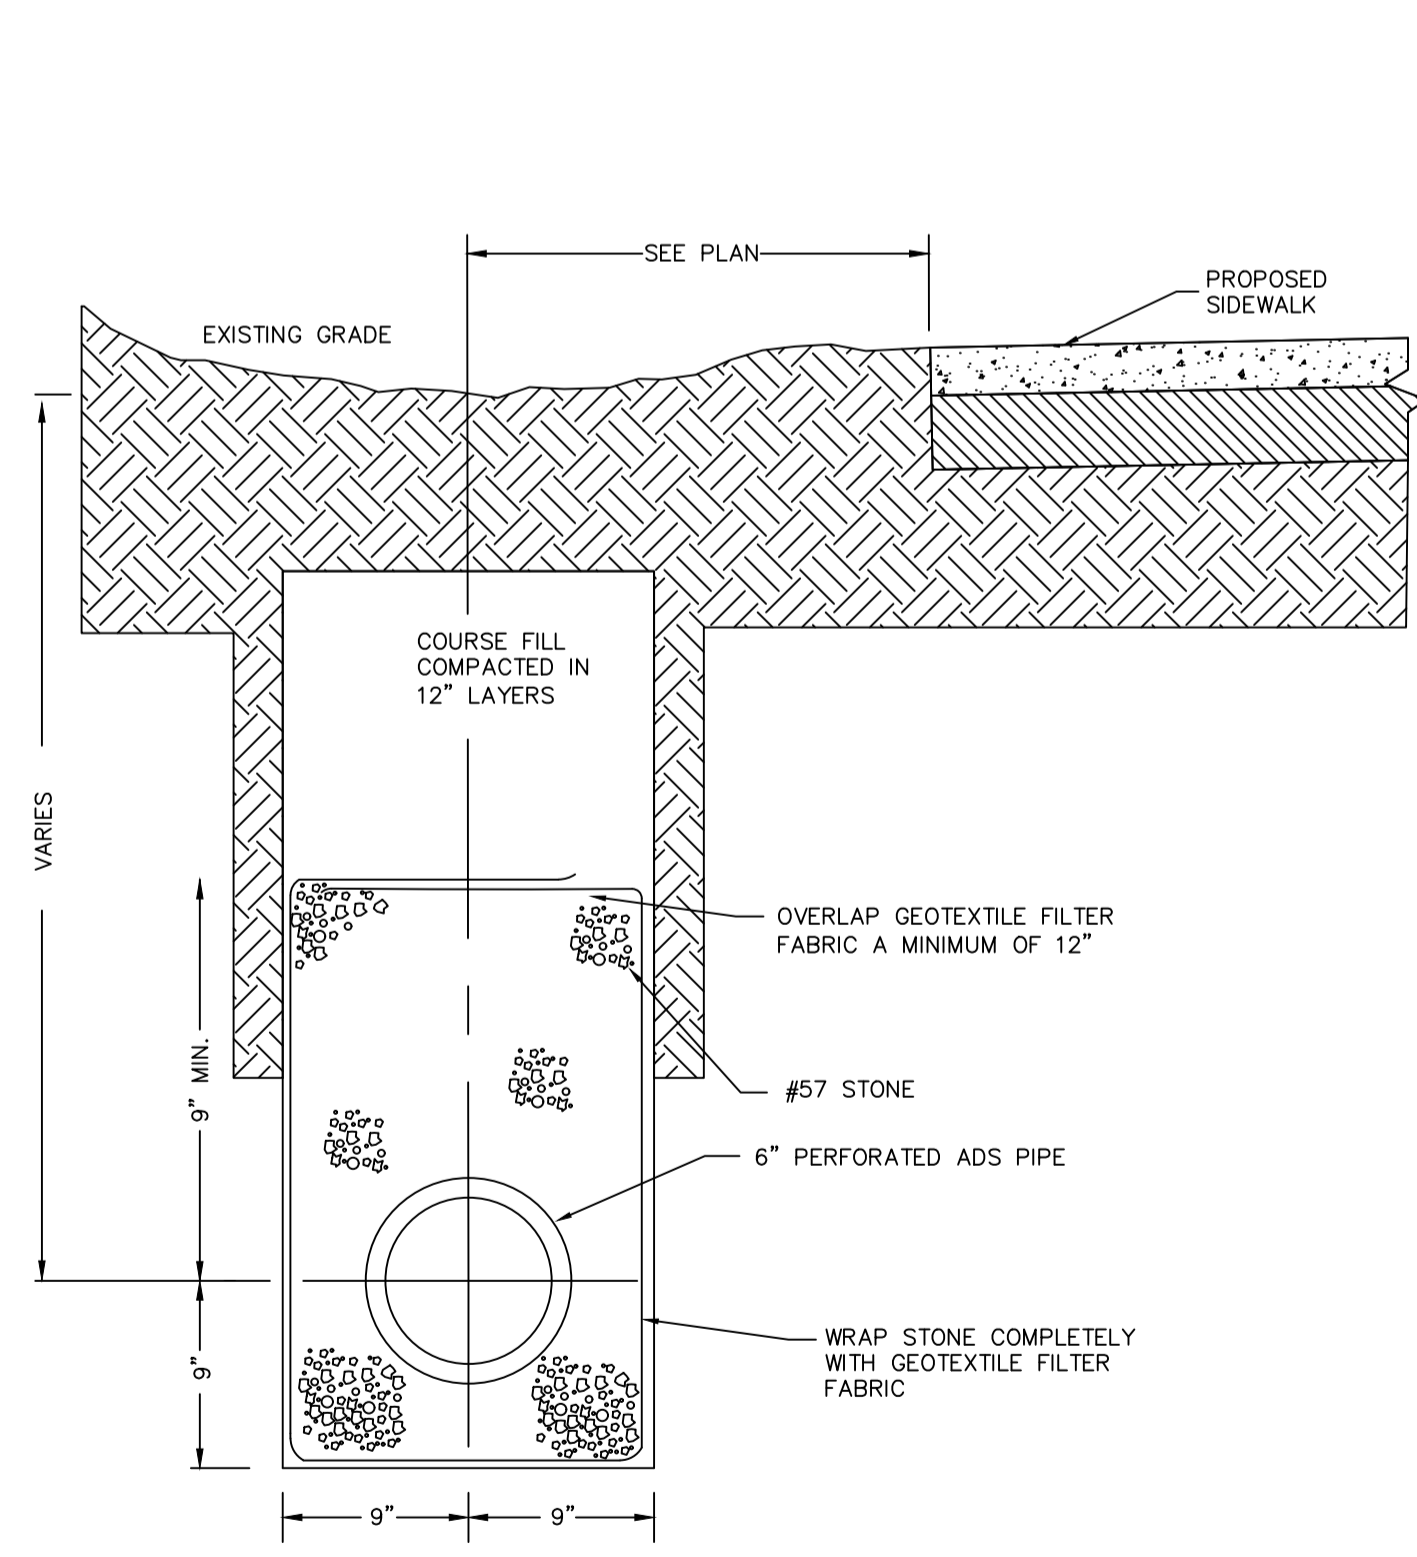 SEE PLAN
PROPOSED
SIDEWALK
EXISTING GRADE
COURSE FILL
COMPACTED IN
12" LAYERS
VARIES
OVERLAP GEOTEXTILE FILTER
FABRIC A MINIMUM OF 12"
9" MIN.
#57 STONE
6" PERFORATED ADS PIPE
WRAP STONE COMPLETELY
WITH GEOTEXTILE FILTER
FABRIC
9"
9"
9"